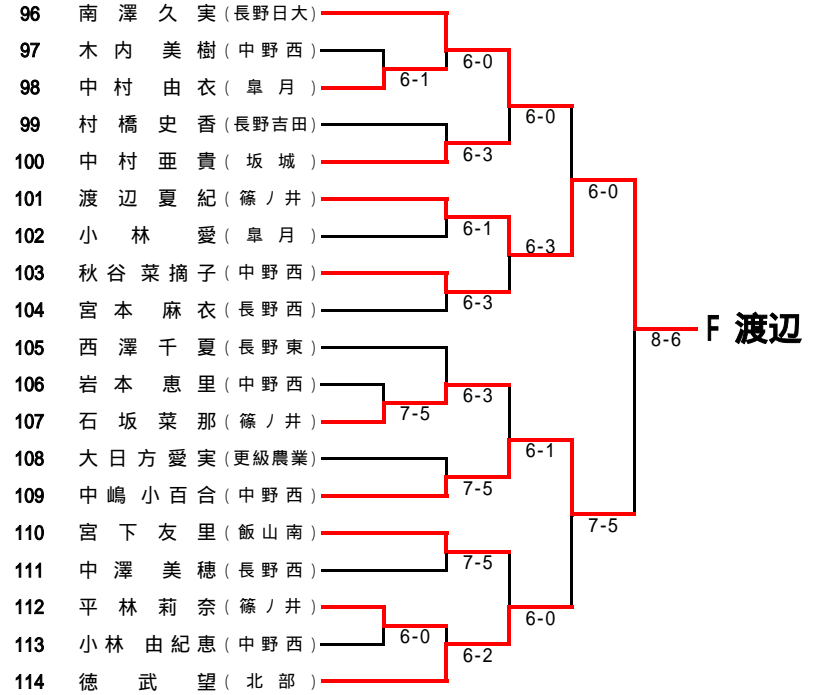 96 南澤久実(長野日大)
97 木内美樹(中野西)
6-0
98 中村由衣(皐月)
6-1
99 村橋史香(長野吉田)
6-0
100 中村亜貴(坂城)
6-3
101 渡辺夏紀(篠ノ井)
6-0
102 小林愛(皐月)
6-1
6-3
103 秋谷菜摘子(中野西)
104 宮本麻衣(長野西)
6-3
F 渡辺
8-6
105 西澤千夏(長野東)
106 岩本恵里(中野西)
6-3
107 石坂菜那(篠ノ井)
7-5
108 大日方愛実(更級農業)
6-1
109 中嶋小百合(中野西)
7-5
110 宮下友里(飯山南)
7-5
111 中澤美穂(長野西)
7-5
112 平林莉奈(篠ノ井)
6-0
113 小林由紀恵(中野西)
6-0
6-2
114 徳武望(北部)